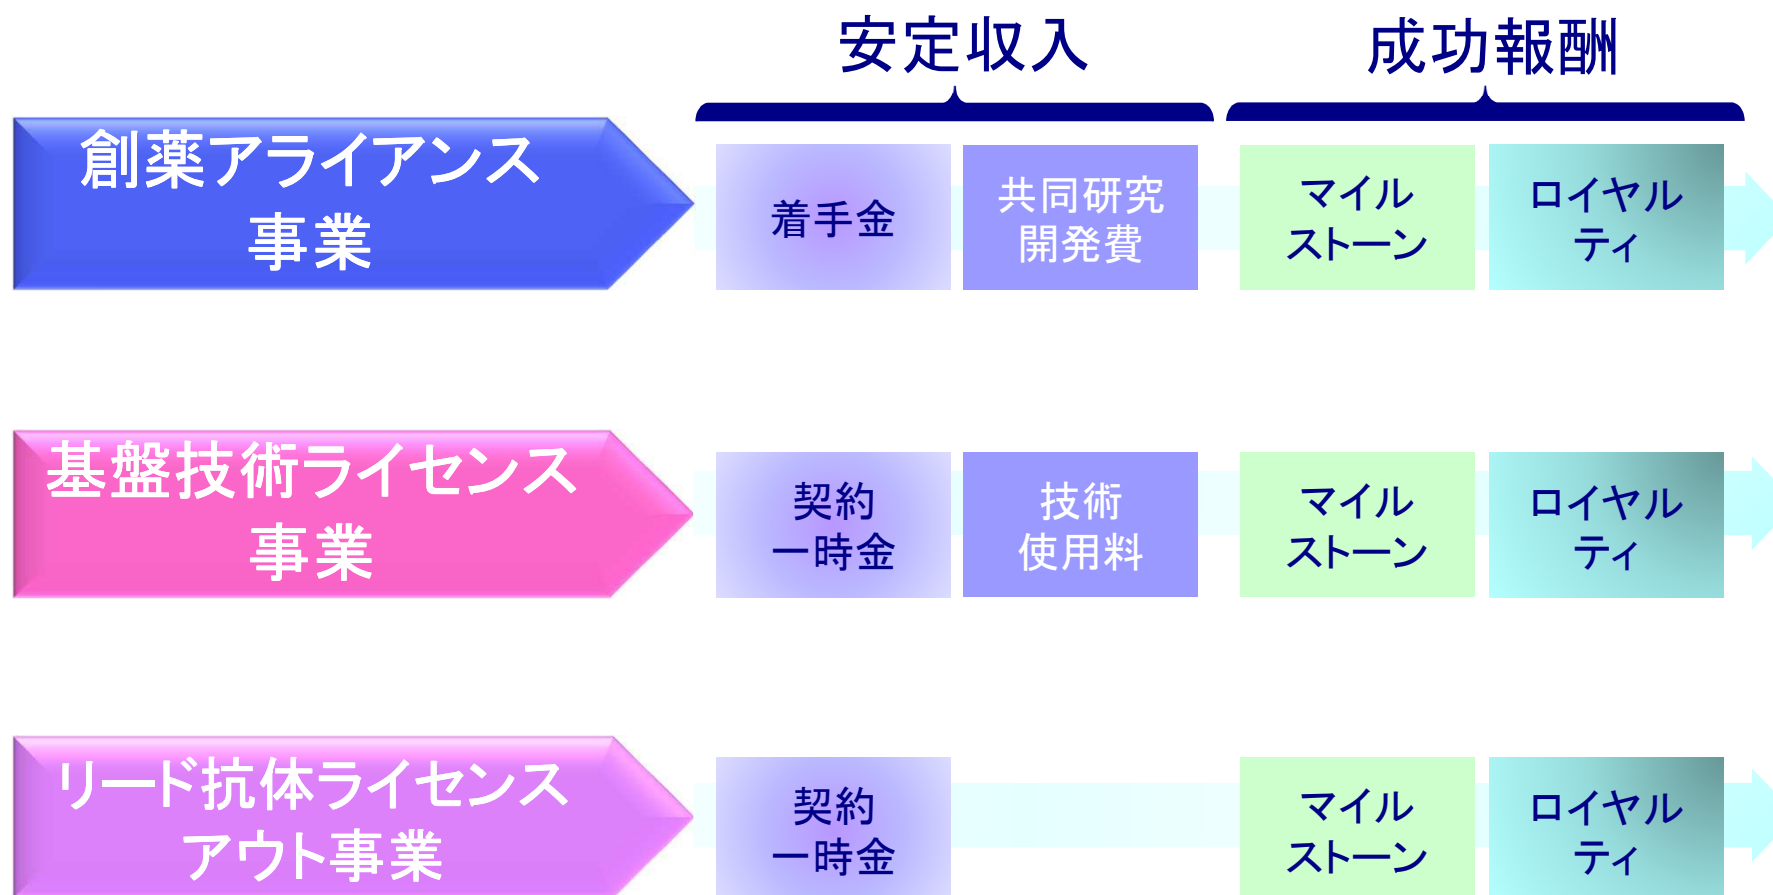 安定収入
成功報酬
創薬アライアンス
事業
着手金
共同研究
開発費
マイル
ストーン
ロイヤル
ティ
基盤技術ライセンス
事業
契約
一時金
技術
使用料
マイル
ストーン
ロイヤル
ティ
リード抗体ライセンス
アウト事業
契約
一時金
マイル
ストーン
ロイヤル
ティ